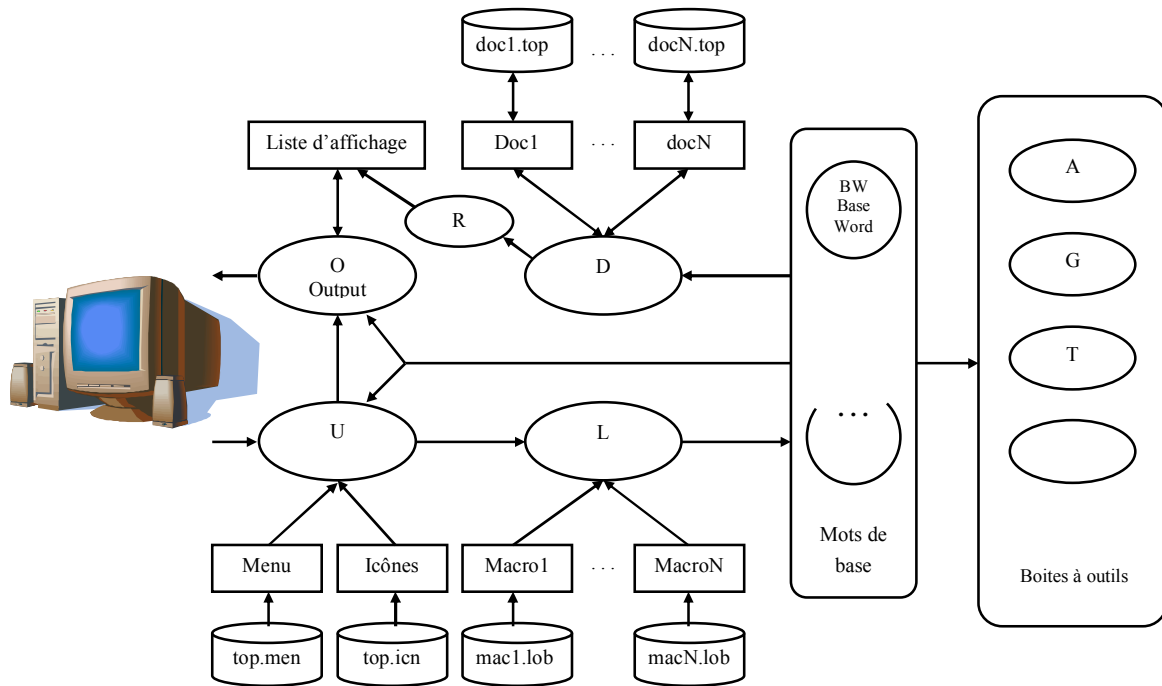 doc1.top
. . .
docN.top
Liste d’affichage
Doc1
. . .
docN
A
BW
Base
Word
R
O
Output
D
G
T
U
L
. . .
Mots de
base
Menu
Icônes
Macro1
. . .
MacroN
Boites à outils
top.men
top.icn
mac1.lob
macN.lob